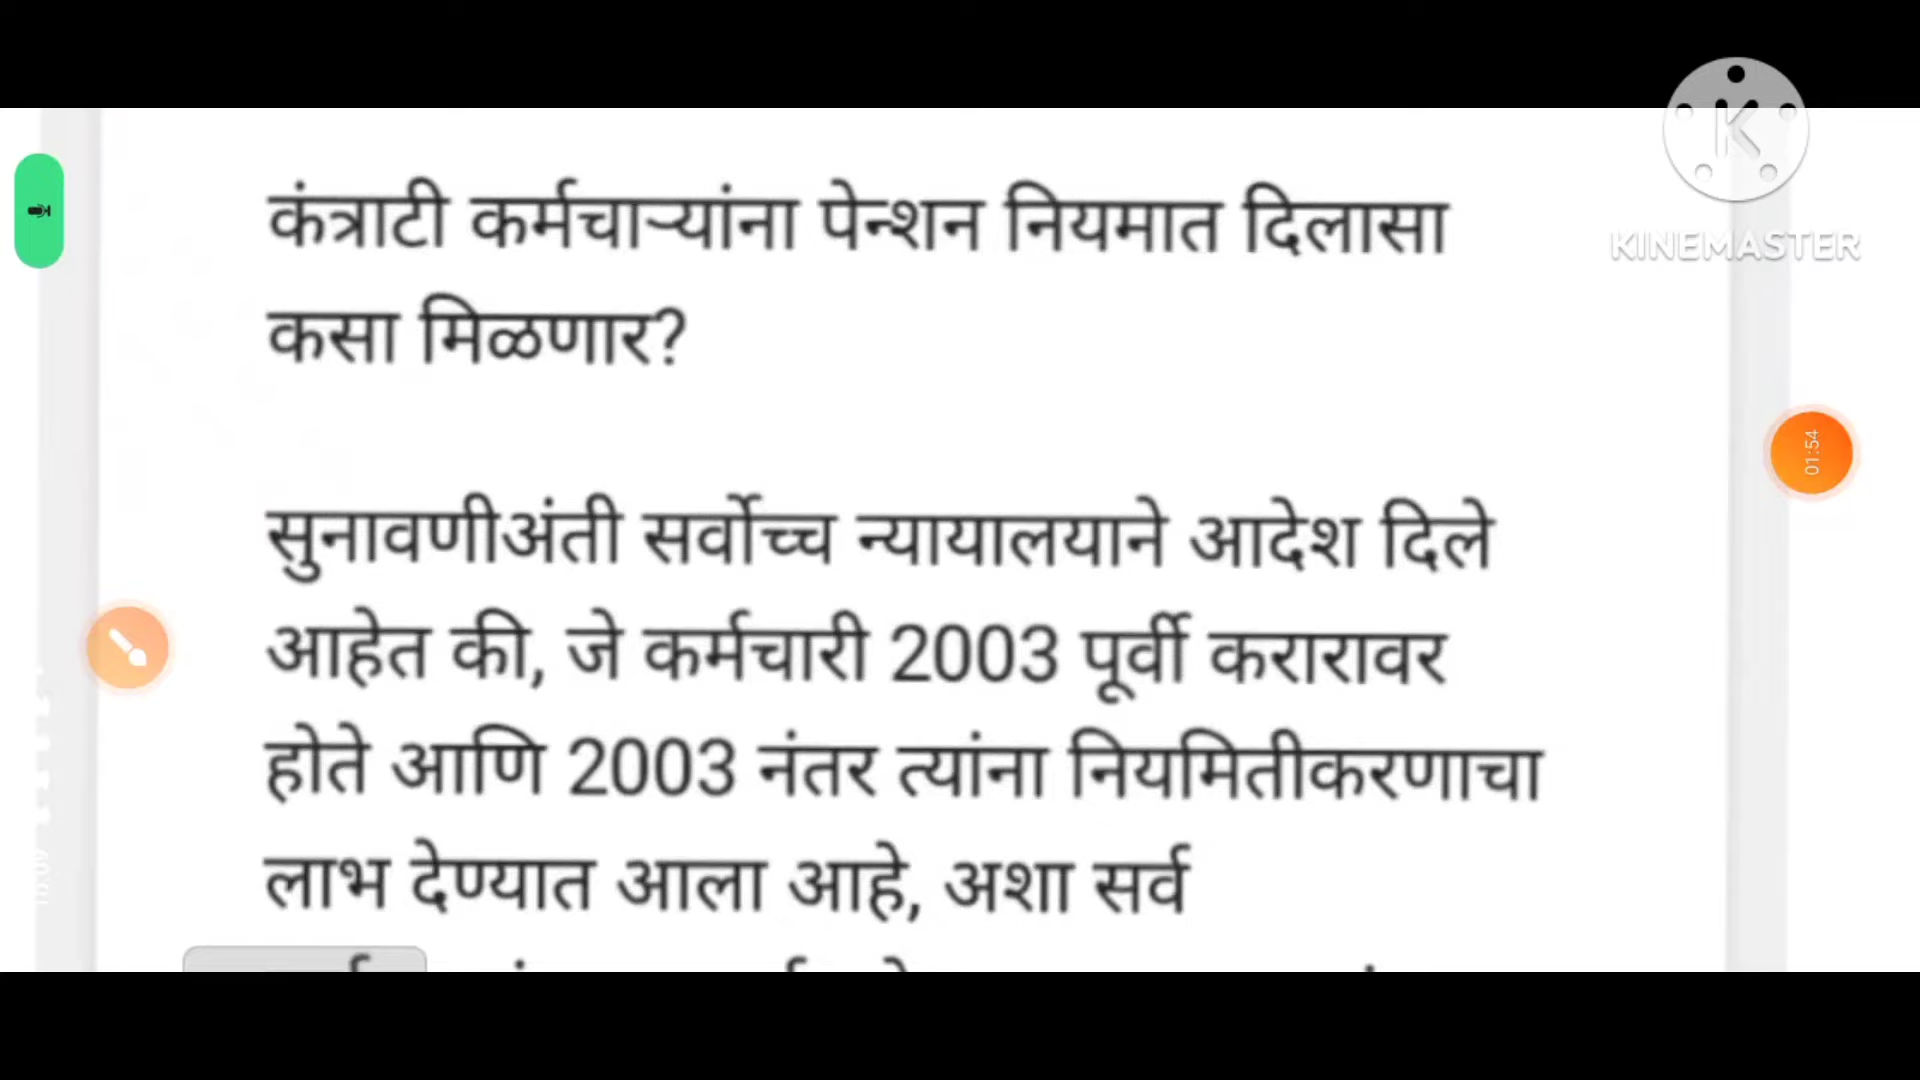 KINEMASTER
कंत्राटी कर्मचाऱ्यांना पेन्शन नियमात दिलासा
कसा मिळणार?
01:54
सुनावणीअंती सर्वोच्च न्यायालयाने आदेश दिले
आहेत की, जे कर्मचारी 2003 पूर्वी करारावर
होते आणि 2003 नंतर त्यांना नियमितीकरणाचा
लाभ देण्यात आला आहे, अशा सर्व